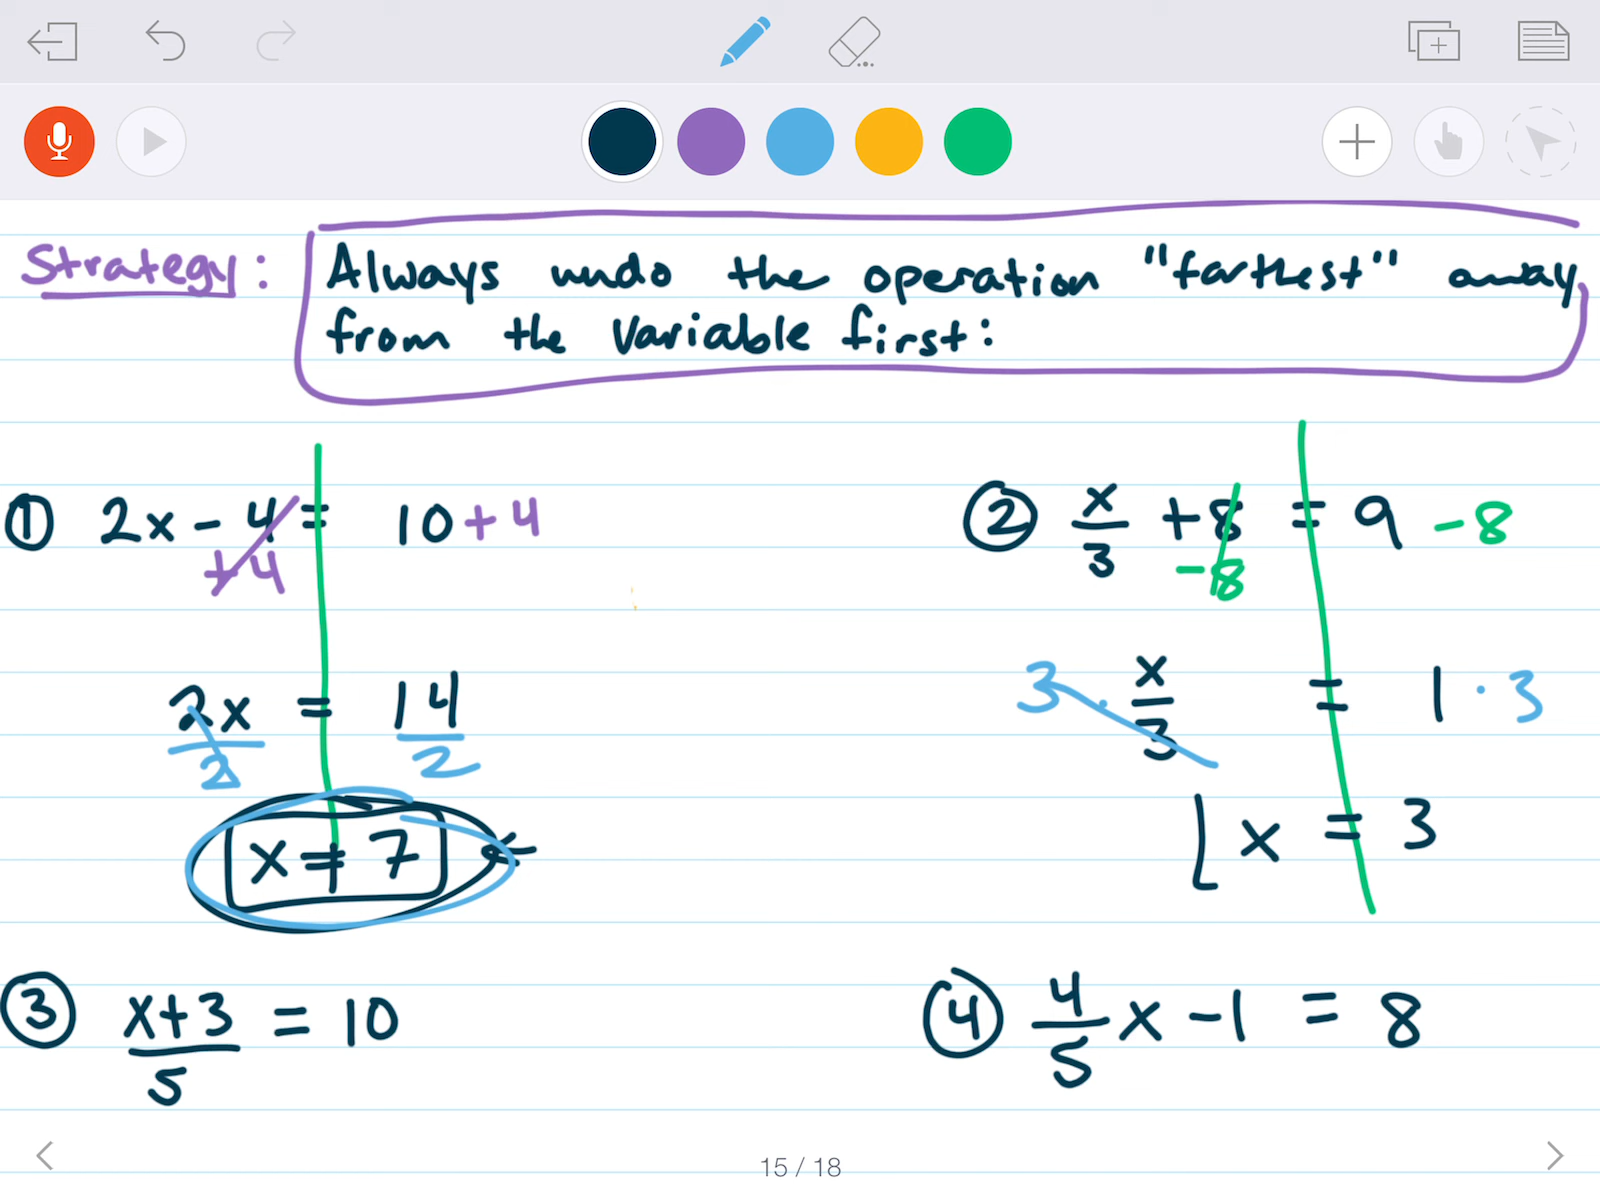 Strategy: Always undo the operation "farthest" away
from the variable first:
① 2x - 4 = 10 + 4
+4
2x = 14
2 2
x = 7
② x/3 + 8 = 9 - 8
-8
3 · x/3 = 1 · 3
x = 3
③ x+3/5 = 10
④ 4/5 x - 1 = 8
15 / 18